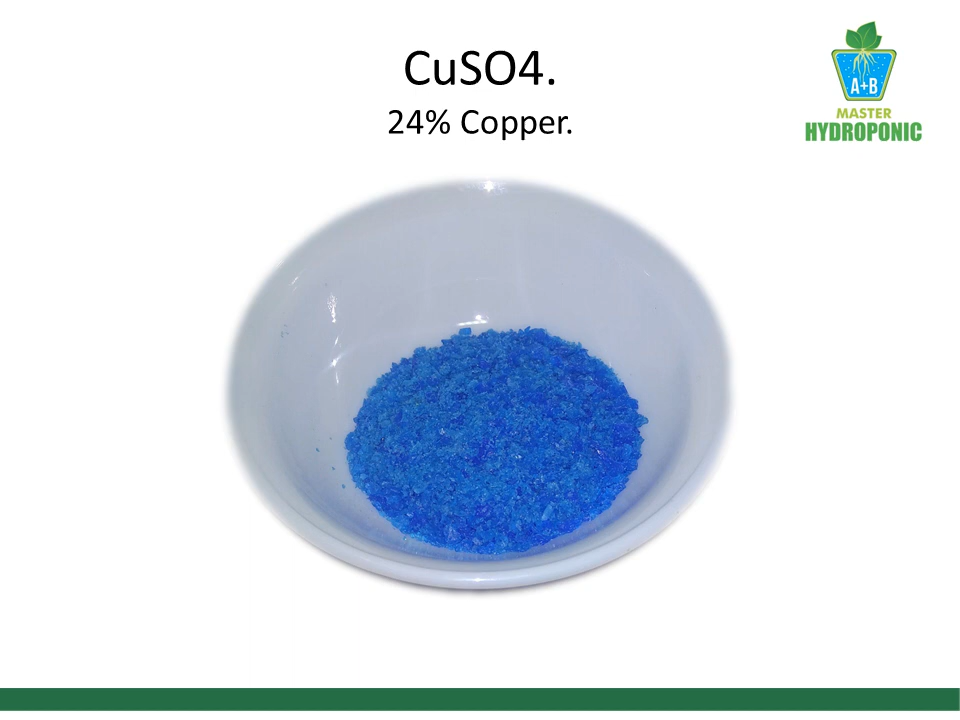 CuSO4.
24% Copper.
A+B
MASTER
HYDROPONIC